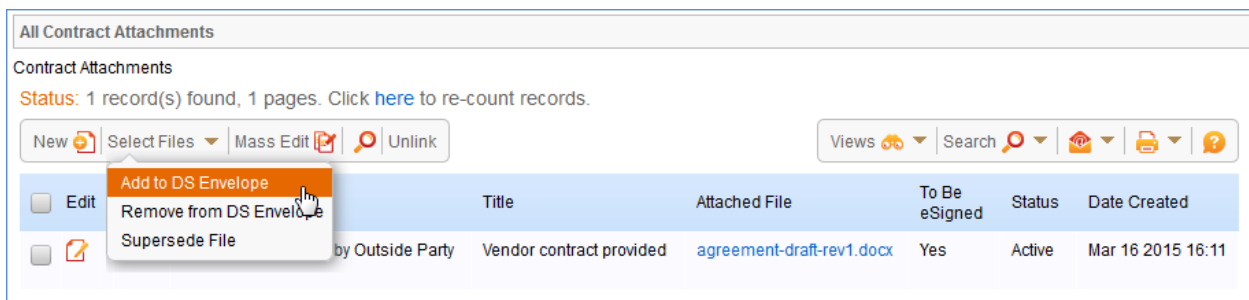 All Contract Attachments
Contract Attachments
Status: 1 record(s) found, 1 pages. Click here to re-count records.
New Select Files Mass Edit Unlink Views Search
Add to DS Envelope
Remove from DS Envelope
Supersede File
Edit Title Attached File To Be eSigned Status Date Created
by Outside Party Vendor contract provided agreement-draft-rev1.docx Yes Active Mar 16 2015 16:11